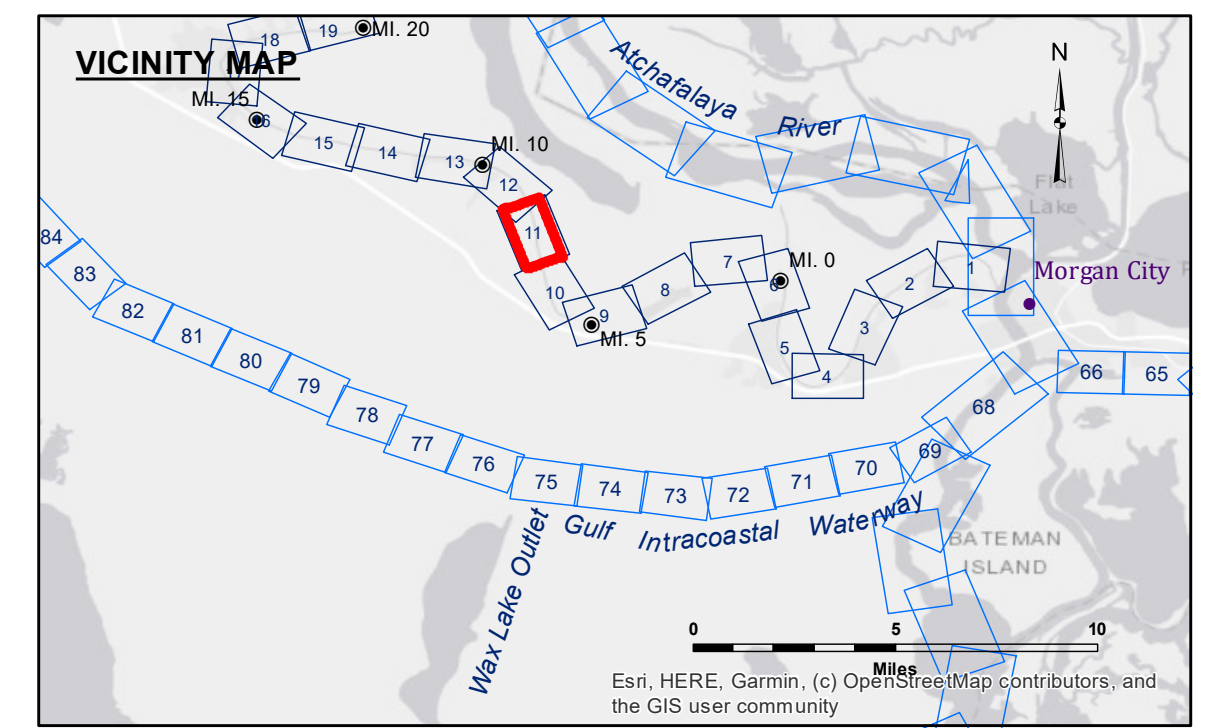 VICINITY MAP
18
19
MI. 20
MI. 15
16
15
14
13
MI. 10
12
11
10
9
MI. 5
8
7
MI. 0
6
5
4
3
2
1
Atchafalaya
River
N
Flat
Lake
Morgan City
84
83
82
81
80
79
78
77
76
75
74
73
72
71
70
69
68
66
65
Wax Lake Outlet
Gulf Intracoastal Waterway
BATEMAN
ISLAND
0 5 10
Miles
Esri, HERE, Garmin, (c) OpenStreetMap contributors, and
the GIS user community